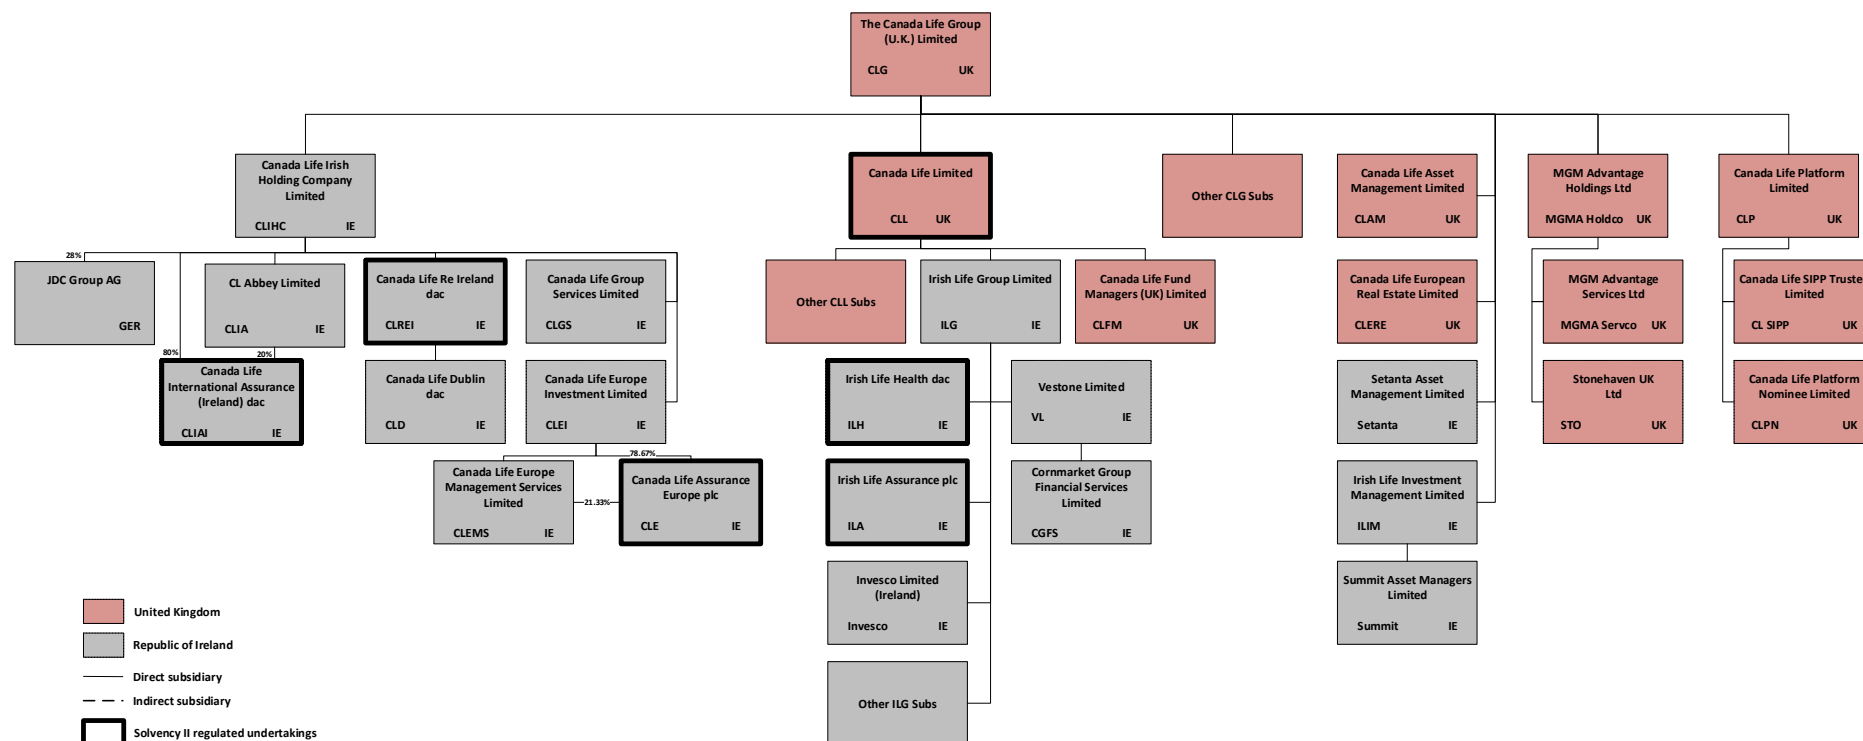 The Canada Life Group
(U.K.) Limited
CLG UK
Canada Life Irish
Holding Company
Limited
CLIHC IE
Canada Life Limited
CLL UK
Other CLG Subs
Canada Life Asset
Management Limited
CLAM UK
MGM Advantage
Holdings Ltd
MGMA Holdco UK
Canada Life Platform
Limited
CLP UK
28%
JDC Group AG
GER
CL Abbey Limited
CLIA IE
Canada Life Re Ireland
dac
CLREI IE
Canada Life Group
Services Limited
CLGS IE
Other CLL Subs
Irish Life Group Limited
ILG IE
Canada Life Fund
Managers (UK) Limited
CLFM UK
Canada Life European
Real Estate Limited
CLERE UK
MGM Advantage
Services Ltd
MGMA Servco UK
Canada Life SIPP Trustee
Limited
CL SIPP UK
80%
20%
Canada Life
International Assurance
(Ireland) dac
CLIAI IE
Canada Life Dublin
dac
CLD IE
Canada Life Europe
Investment Limited
CLEI IE
Irish Life Health dac
ILH IE
Vestone Limited
VL IE
Setanta Asset
Management Limited
Setanta IE
Stonehaven UK
Ltd
STO UK
Canada Life Platform
Nominee Limited
CLPN UK
78.67%
Canada Life Europe
Management Services
Limited
CLEMS IE
21.33%
Canada Life Assurance
Europe plc
CLE IE
Irish Life Assurance plc
ILA IE
Cornmarket Group
Financial Services
Limited
CGFS IE
Irish Life Investment
Management Limited
ILIM IE
Invesco Limited
(Ireland)
Invesco IE
Summit Asset Managers
Limited
Summit IE
Other ILG Subs
United Kingdom
Republic of Ireland
Direct subsidiary
Indirect subsidiary
Solvency II regulated undertakings